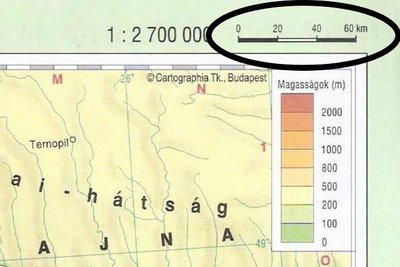 1 : 2 700 000
0 20 40 60 km
M
26°
© Cartographia Tk., Budapest
N
Magasságok (m)
2000
1500
1000
800
500
200
100
0
Ternopil
1
ai-hátság
AJNA
49°
O